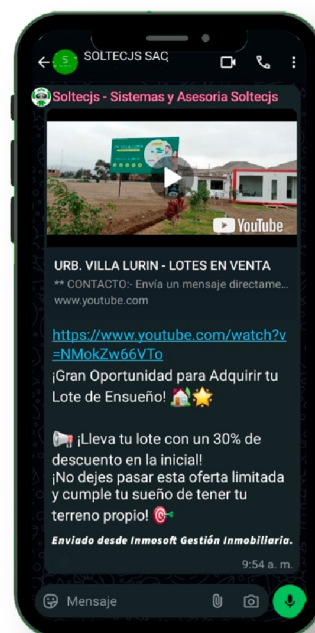 SOLTECJS SAC
Soltecjs - Sistemas y Asesoria Soltecjs
YouTube
URB. VILLA LURIN - LOTES EN VENTA
** CONTACTO:- Envía un mensaje directame...
www.youtube.com
https://www.youtube.com/watch?v
=NMokZw66VTo
¡Gran Oportunidad para Adquirir tu
Lote de Ensueño! 🏡🌟
📢 ¡Lleva tu lote con un 30% de
descuento en la inicial!
¡No dejes pasar esta oferta limitada
y cumple tu sueño de tener tu
terreno propio! 🎯
Enviado desde Inmosoft Gestión Inmobiliaria.
9:54 a. m.
Mensaje